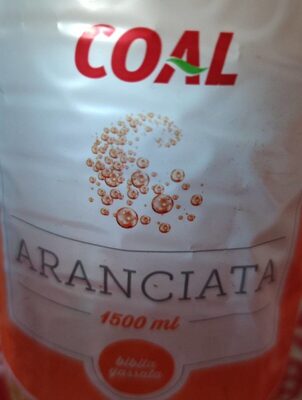 COAL
ARANCIATA
1500 ml
bibita
gassata